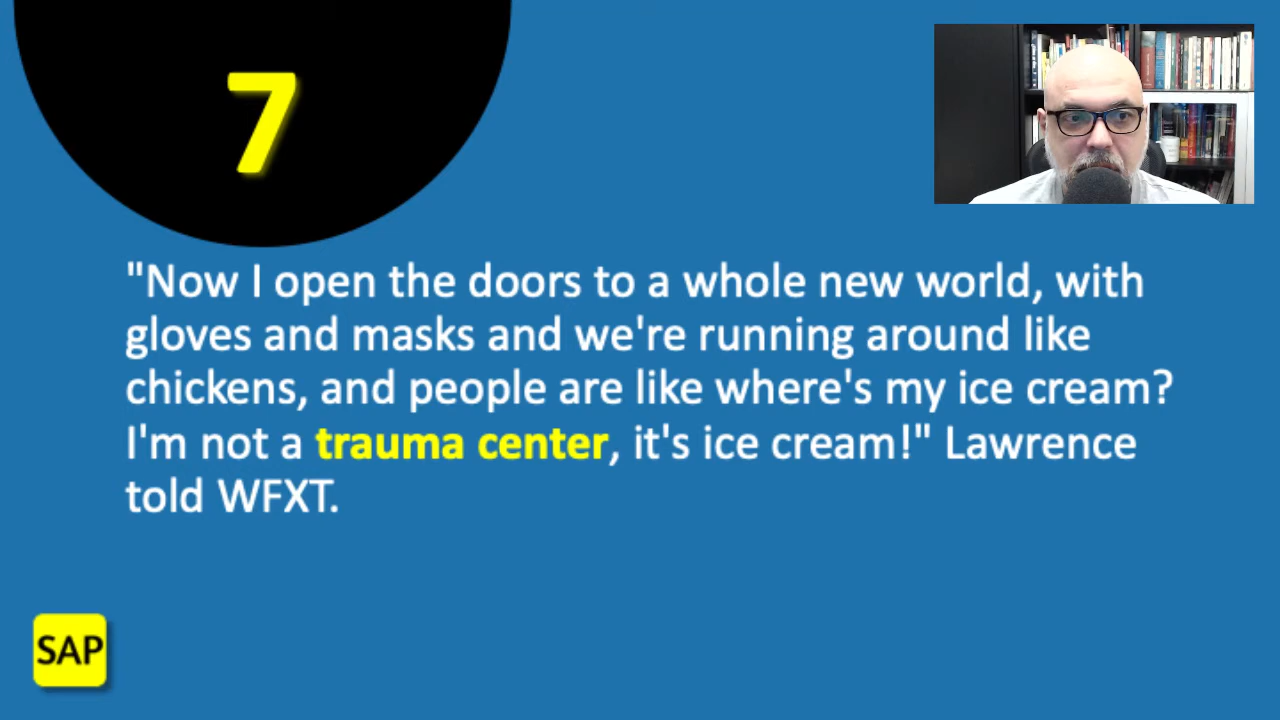 7
"Now I open the doors to a whole new world, with
gloves and masks and we're running around like
chickens, and people are like where's my ice cream?
I'm not a trauma center, it's ice cream!" Lawrence
told WFXT.
SAP